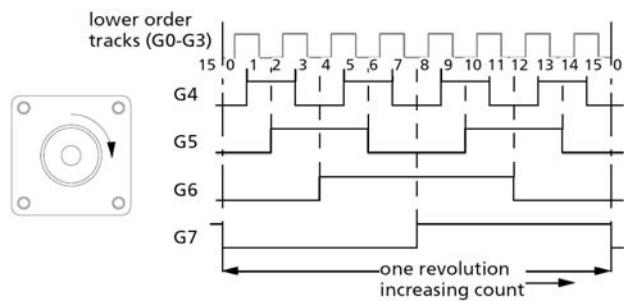 lower order
tracks (G0-G3)
15 0 1 2 3 4 5 6 7 8 9 10 11 12 13 14 15 0
G4
G5
G6
G7
one revolution
increasing count